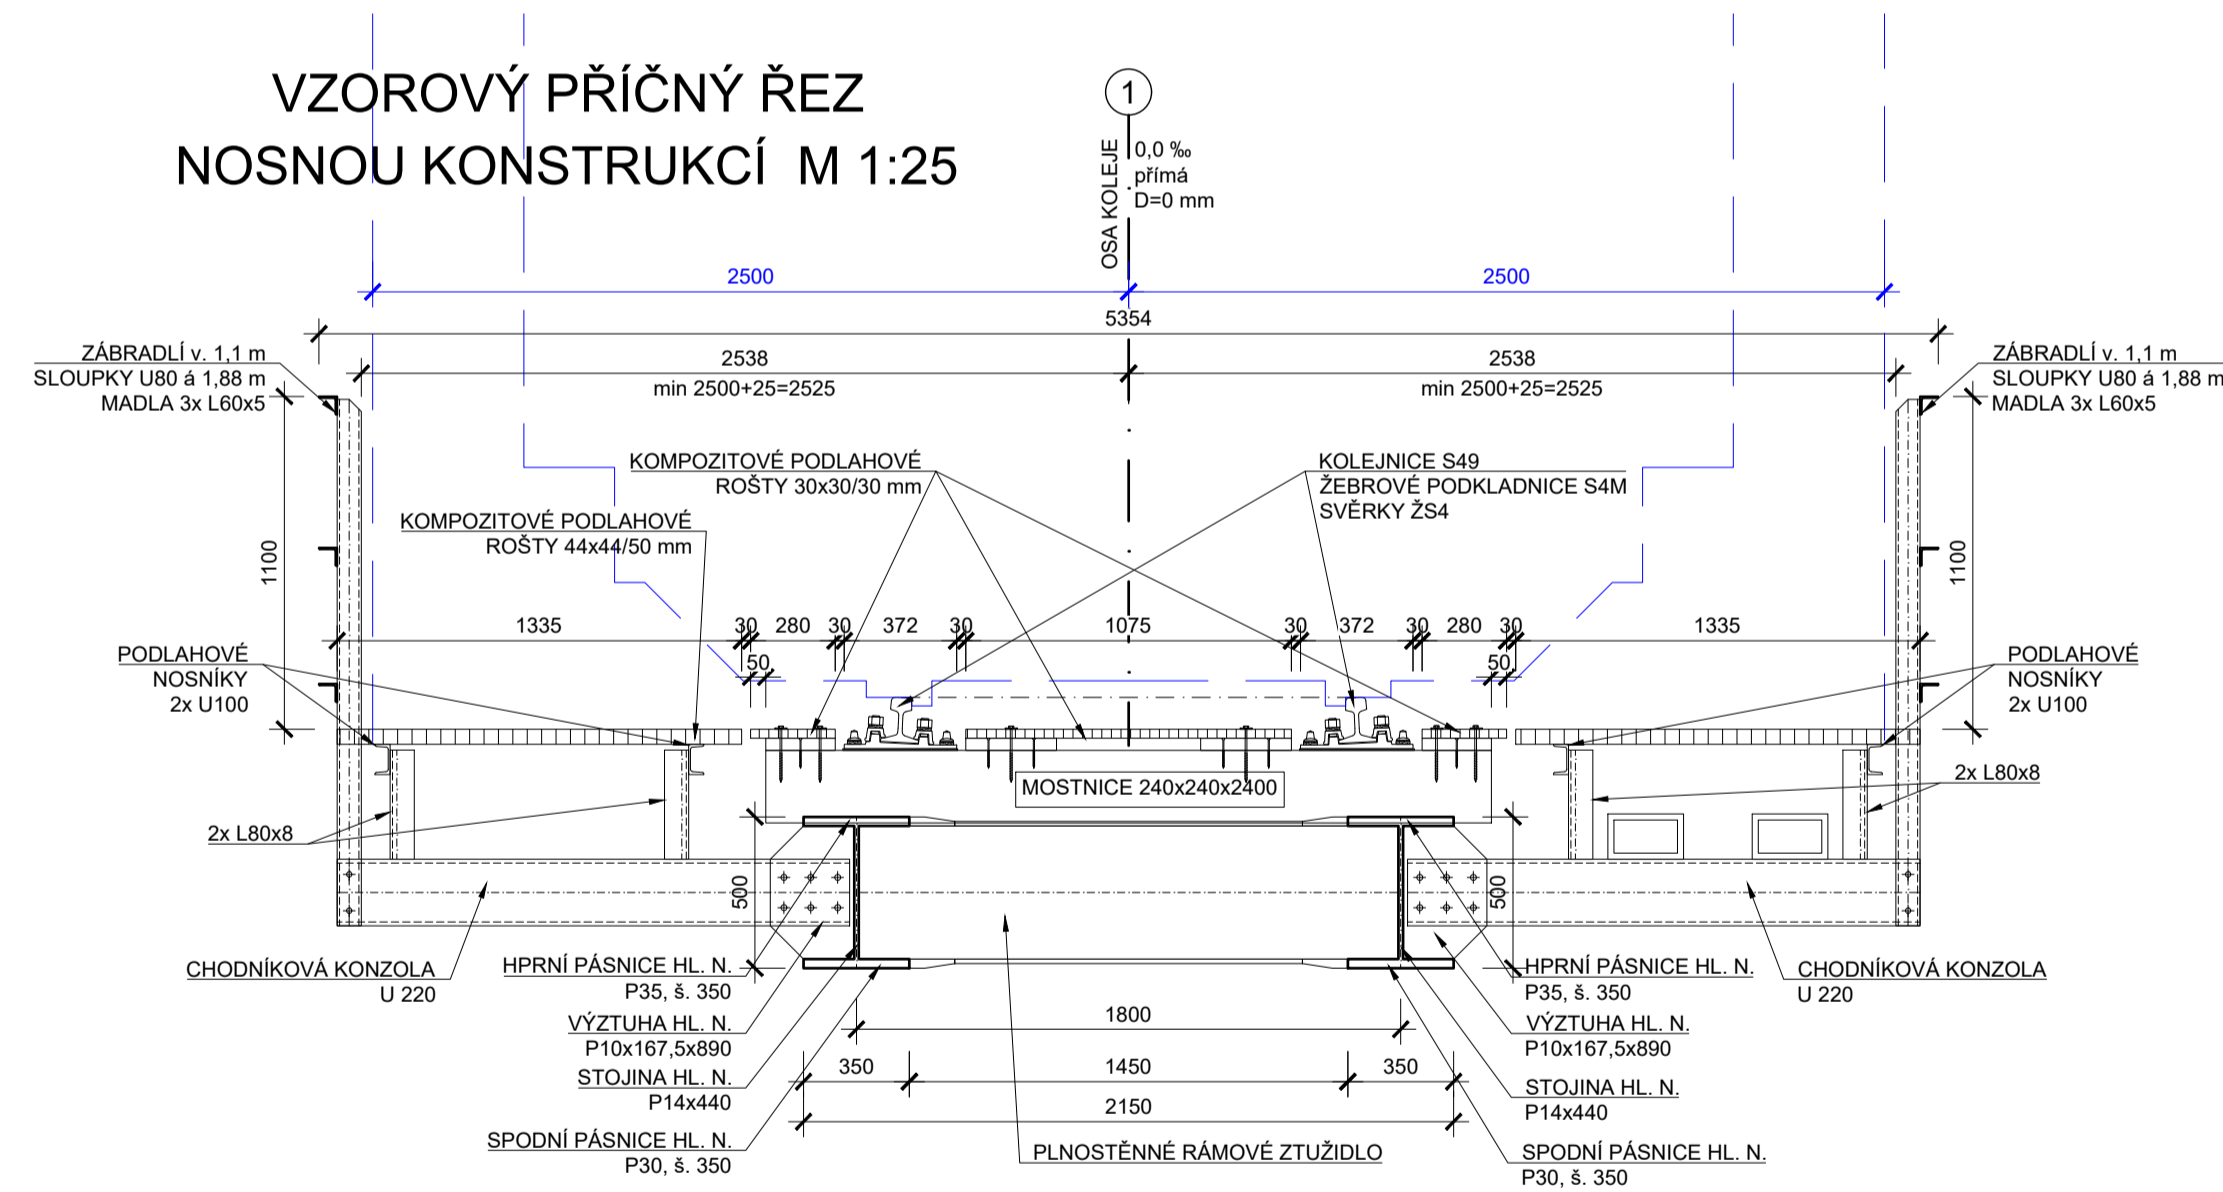 VZOROVÝ PŘÍČNÝ ŘEZ
NOSNOU KONSTRUKCÍ M 1:25
1
OSA KOLEJE
0,0 ‰
přímá
D=0 mm
2500
2500
5354
2538
2538
min 2500+25=2525
min 2500+25=2525
ZÁBRADLÍ v. 1,1 m
SLOUPKY U80 á 1,88 m
MADLA 3x L60x5
ZÁBRADLÍ v. 1,1 m
SLOUPKY U80 á 1,88 m
MADLA 3x L60x5
KOMPOZITOVÉ PODLAHOVÉ
ROŠTY 30x30/30 mm
KOLEJNICE S49
ŽEBROVÉ PODKLADNICE S4M
SVĚRKY ŽS4
KOMPOZITOVÉ PODLAHOVÉ
ROŠTY 44x44/50 mm
1100
1100
1335
30
280
30
372
30
1075
30
372
30
280
30
1335
50
50
PODLAHOVÉ
NOSNÍKY
2x U100
PODLAHOVÉ
NOSNÍKY
2x U100
MOSTNICE 240x240x2400
2x L80x8
2x L80x8
500
500
CHODNÍKOVÁ KONZOLA
U 220
HPRNÍ PÁSNICE HL. N.
P35, š. 350
HPRNÍ PÁSNICE HL. N.
P35, š. 350
CHODNÍKOVÁ KONZOLA
U 220
VÝZTUHA HL. N.
P10x167,5x890
1800
VÝZTUHA HL. N.
P10x167,5x890
STOJINA HL. N.
P14x440
350
1450
350
STOJINA HL. N.
P14x440
2150
SPODNÍ PÁSNICE HL. N.
P30, š. 350
PLNOSTĚNNÉ RÁMOVÉ ZTUŽIDLO
SPODNÍ PÁSNICE HL. N.
P30, š. 350